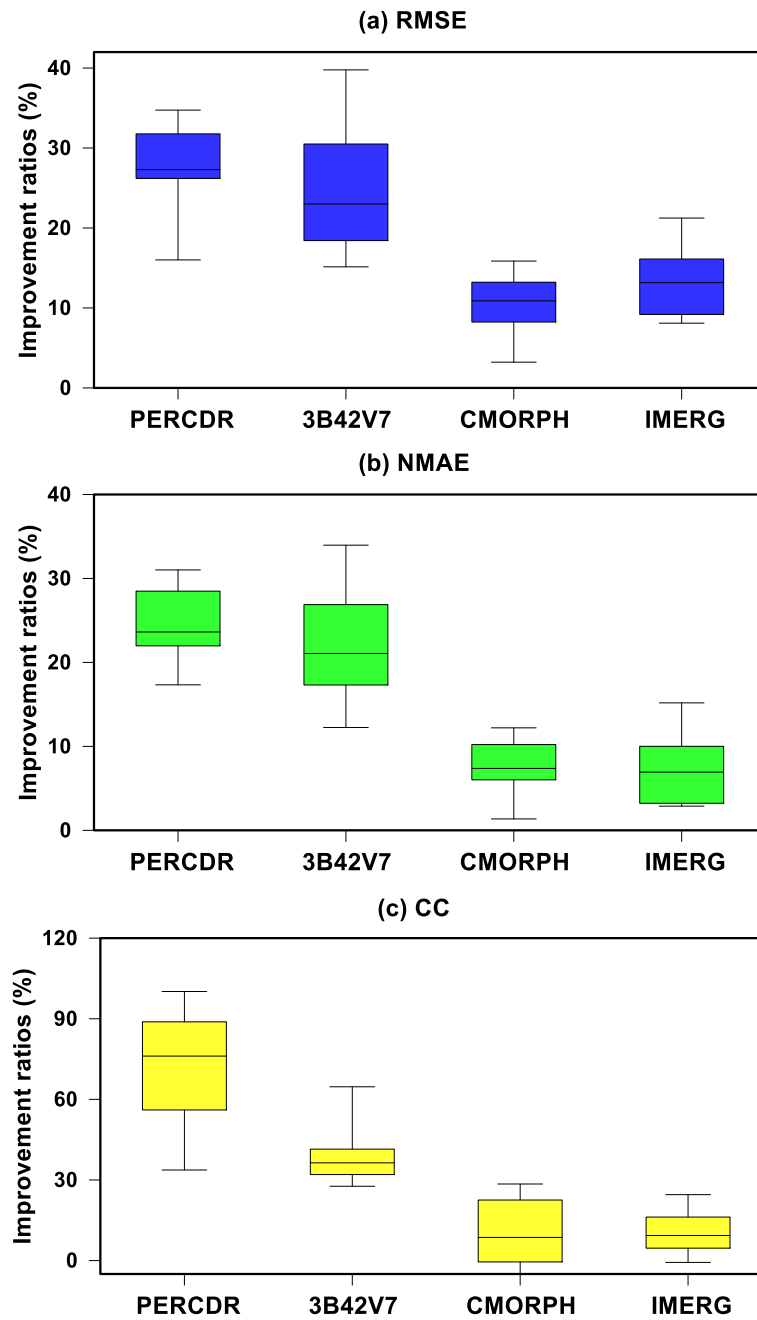 (a) RMSE
Improvement ratios (%)
40
30
20
10
0
PERCDR 3B42V7 CMORPH IMERG
(b) NMAE
Improvement ratios (%)
40
30
20
10
0
PERCDR 3B42V7 CMORPH IMERG
(c) CC
Improvement ratios (%)
120
90
60
30
0
PERCDR 3B42V7 CMORPH IMERG